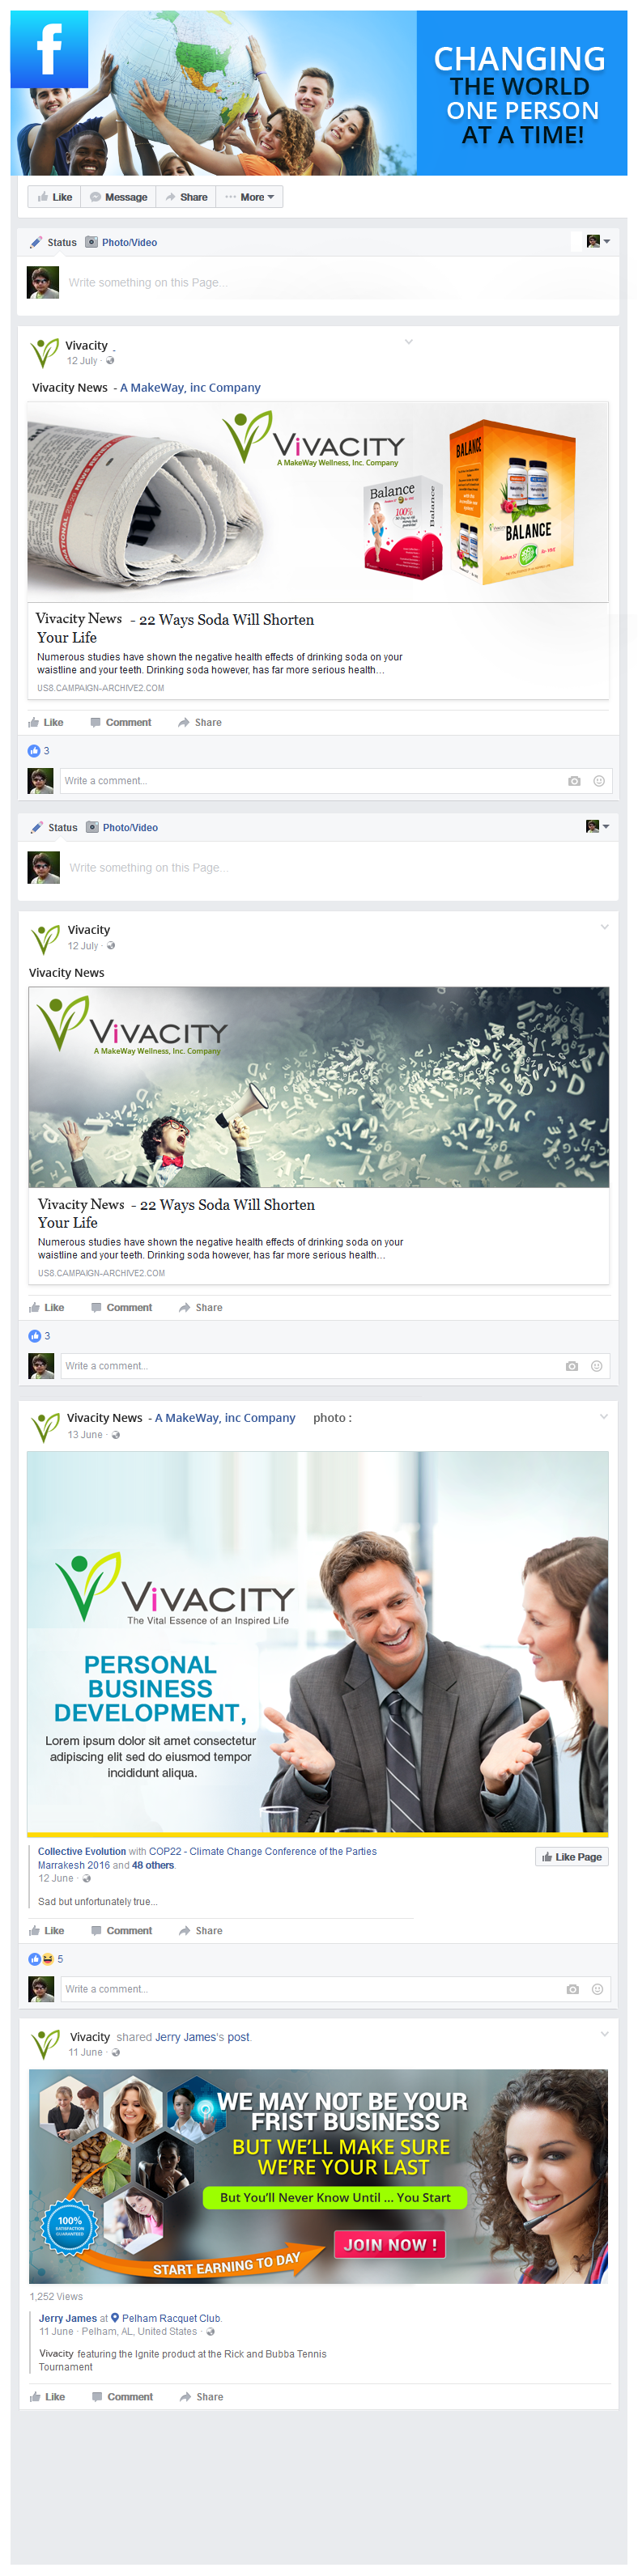 f
CHANGING
THE WORLD
ONE PERSON
AT A TIME!
Like Message Share More
Status Photo/Video
Write something on this Page...
Vivacity
12 July
Vivacity News - A MakeWay, inc Company
ViVACITY
A MakeWay Wellness, Inc. Company
Balance
100%
Balance
BALANCE
BALANCE
Vivacity News - 22 Ways Soda Will Shorten
Your Life
Numerous studies have shown the negative health effects of drinking soda on your
waistline and your teeth. Drinking soda however, has far more serious health...
US8.CAMPAIGN-ARCHIVE2.COM
Like Comment Share
3
Write a comment...
Status Photo/Video
Write something on this Page...
Vivacity
12 July
Vivacity News
ViVACITY
A MakeWay Wellness, Inc. Company
Vivacity News - 22 Ways Soda Will Shorten
Your Life
Numerous studies have shown the negative health effects of drinking soda on your
waistline and your teeth. Drinking soda however, has far more serious health...
US8.CAMPAIGN-ARCHIVE2.COM
Like Comment Share
3
Write a comment...
Vivacity News - A MakeWay, inc Company photo :
13 June
ViVACITY
The Vital Essence of an Inspired Life
PERSONAL
BUSINESS
DEVELOPMENT,
Lorem ipsum dolor sit amet consectetur
adipiscing elit sed do eiusmod tempor
incididunt aliqua.
Collective Evolution with COP22 - Climate Change Conference of the Parties
Marrakesh 2016 and 48 others.
12 June
Like Page
Sad but unfortunately true...
Like Comment Share
5
Write a comment...
Vivacity shared Jerry James's post.
11 June
WE MAY NOT BE YOUR
FRIST BUSINESS
BUT WE'LL MAKE SURE
WE'RE YOUR LAST
But You'll Never Know Until ... You Start
100%
SATISFACTION
GUARANTEED
JOIN NOW !
START EARNING TO DAY
1,252 Views
Jerry James at Pelham Racquet Club.
11 June · Pelham, AL, United States
Vivacity featuring the Ignite product at the Rick and Bubba Tennis
Tournament
Like Comment Share